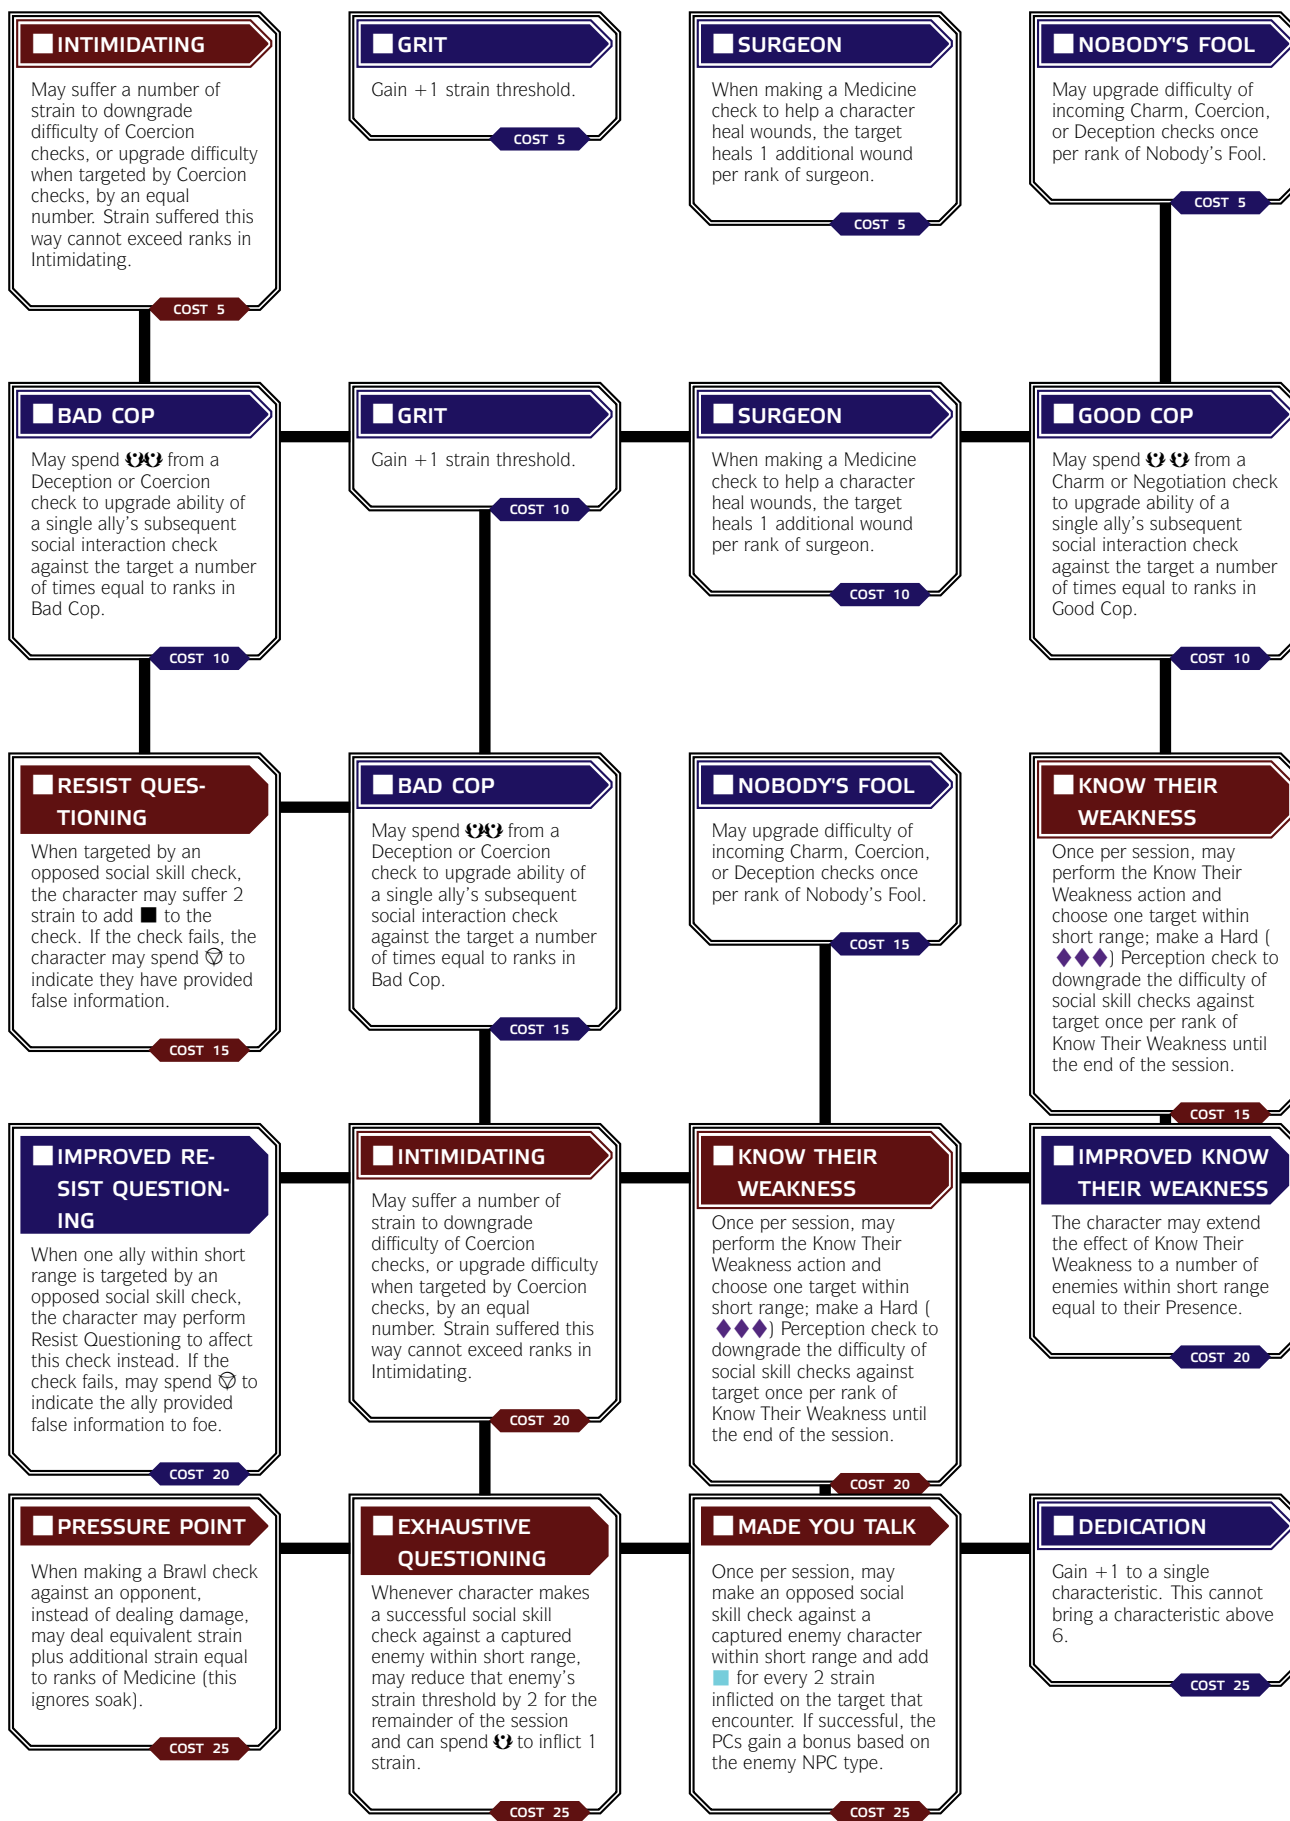 INTIMIDATING
May suffer a number of
strain to downgrade
difficulty of Coercion
checks, or upgrade difficulty
when targeted by Coercion
checks, by an equal
number. Strain suffered this
way cannot exceed ranks in
Intimidating.
COST 5
GRIT
Gain +1 strain threshold.
COST 5
SURGEON
When making a Medicine
check to help a character
heal wounds, the target
heals 1 additional wound
per rank of surgeon.
COST 5
NOBODY'S FOOL
May upgrade difficulty of
incoming Charm, Coercion,
or Deception checks once
per rank of Nobody's Fool.
COST 5
BAD COP
May spend from a
Deception or Coercion
check to upgrade ability of
a single ally's subsequent
social interaction check
against the target a number
of times equal to ranks in
Bad Cop.
COST 10
GRIT
Gain +1 strain threshold.
COST 10
SURGEON
When making a Medicine
check to help a character
heal wounds, the target
heals 1 additional wound
per rank of surgeon.
COST 10
GOOD COP
May spend from a
Charm or Negotiation check
to upgrade ability of a
single ally's subsequent
social interaction check
against the target a number
of times equal to ranks in
Good Cop.
COST 10
RESIST QUES-
TIONING
When targeted by an
opposed social skill check,
the character may suffer 2
strain to add ■ to the
check. If the check fails, the
character may spend to
indicate they have provided
false information.
COST 15
BAD COP
May spend from a
Deception or Coercion
check to upgrade ability of
a single ally's subsequent
social interaction check
against the target a number
of times equal to ranks in
Bad Cop.
COST 15
NOBODY'S FOOL
May upgrade difficulty of
incoming Charm, Coercion,
or Deception checks once
per rank of Nobody's Fool.
COST 15
KNOW THEIR
WEAKNESS
Once per session, may
perform the Know Their
Weakness action and
choose one target within
short range; make a Hard (
◆◆◆) Perception check to
downgrade the difficulty of
social skill checks against
target once per rank of
Know Their Weakness until
the end of the session.
COST 15
IMPROVED RE-
SIST QUESTION-
ING
When one ally within short
range is targeted by an
opposed social skill check,
the character may perform
Resist Questioning to affect
this check instead. If the
check fails, may spend to
indicate the ally provided
false information to foe.
COST 20
INTIMIDATING
May suffer a number of
strain to downgrade
difficulty of Coercion
checks, or upgrade difficulty
when targeted by Coercion
checks, by an equal
number. Strain suffered this
way cannot exceed ranks in
Intimidating.
COST 20
KNOW THEIR
WEAKNESS
Once per session, may
perform the Know Their
Weakness action and
choose one target within
short range; make a Hard (
◆◆◆) Perception check to
downgrade the difficulty of
social skill checks against
target once per rank of
Know Their Weakness until
the end of the session.
COST 20
IMPROVED KNOW
THEIR WEAKNESS
The character may extend
the effect of Know Their
Weakness to a number of
enemies within short range
equal to their Presence.
COST 20
PRESSURE POINT
When making a Brawl check
against an opponent,
instead of dealing damage,
may deal equivalent strain
plus additional strain equal
to ranks of Medicine (this
ignores soak).
COST 25
EXHAUSTIVE
QUESTIONING
Whenever character makes
a successful social skill
check against a captured
enemy within short range,
may reduce that enemy's
strain threshold by 2 for the
remainder of the session
and can spend to inflict 1
strain.
COST 25
MADE YOU TALK
Once per session, may
make an opposed social
skill check against a
captured enemy character
within short range and add
■ for every 2 strain
inflicted on the target that
encounter. If successful, the
PCs gain a bonus based on
the enemy NPC type.
COST 25
DEDICATION
Gain +1 to a single
characteristic. This cannot
bring a characteristic above
6.
COST 25